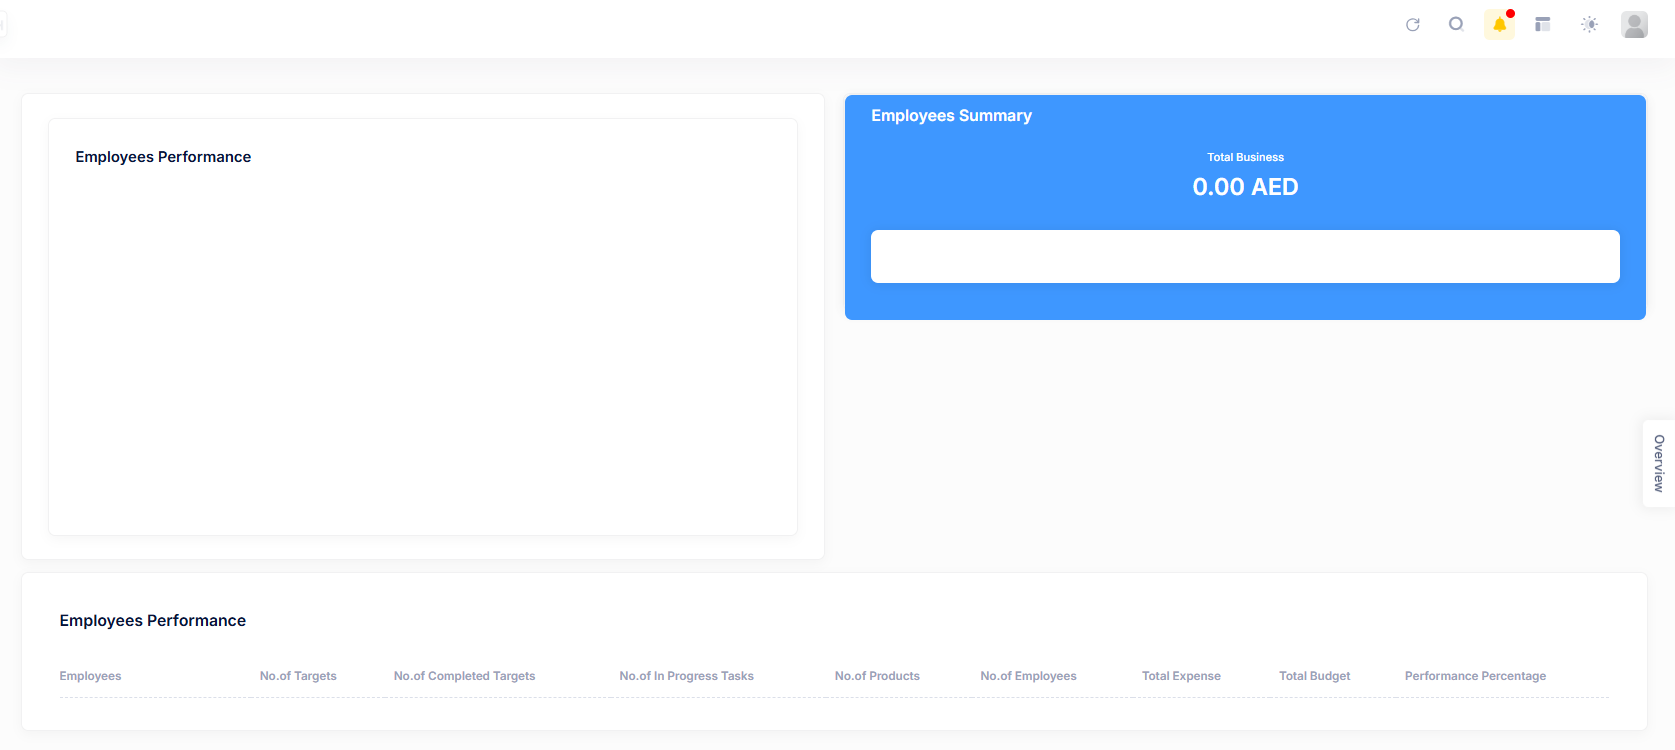 Employees Performance
Employees Summary
Total Business
0.00 AED
Overview
Employees Performance
Employees No.of Targets No.of Completed Targets No.of In Progress Tasks No.of Products No.of Employees Total Expense Total Budget Performance Percentage